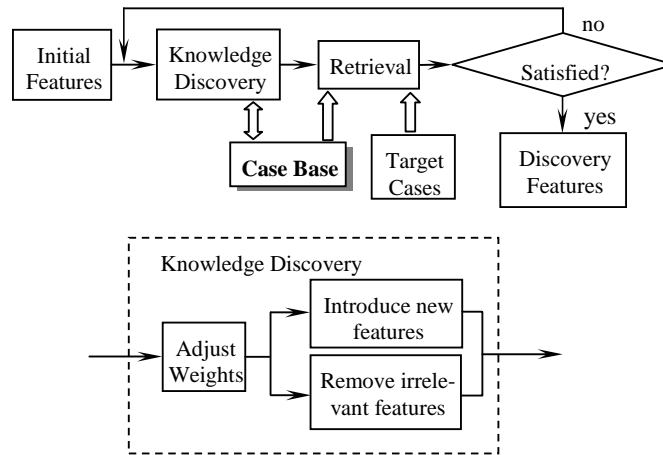 no
Initial
Features
Knowledge
Discovery
Retrieval
Satisfied?
yes
Case Base
Target
Cases
Discovery
Features
Knowledge Discovery
Adjust
Weights
Introduce new
features
Remove irrele-
vant features